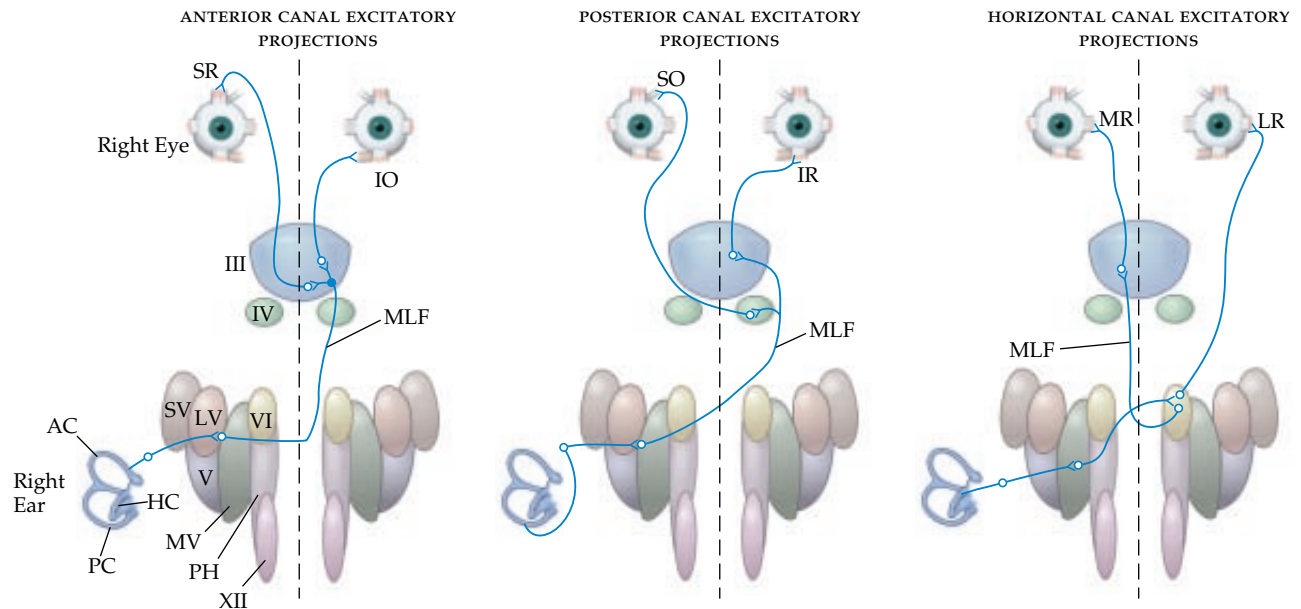 ANTERIOR CANAL EXCITATORY
PROJECTIONS
SR
Right Eye
IO
III
IV
MLF
SV
LV
VI
AC
V
Right
Ear
HC
MV
PC
PH
XII
POSTERIOR CANAL EXCITATORY
PROJECTIONS
SO
IR
MLF
HORIZONTAL CANAL EXCITATORY
PROJECTIONS
MR
LR
MLF